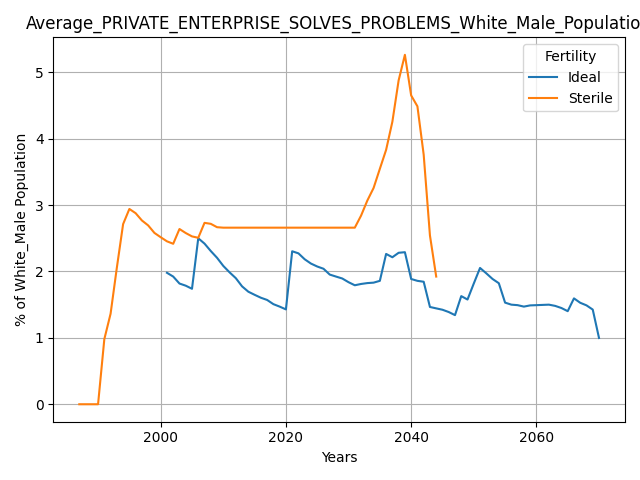 Average_PRIVATE_ENTERPRISE_SOLVES_PROBLEMS_White_Male_Populatio
Fertility
Ideal
Sterile
% of White_Male Population
5
4
3
2
1
0
2000 2020 2040 2060
Years